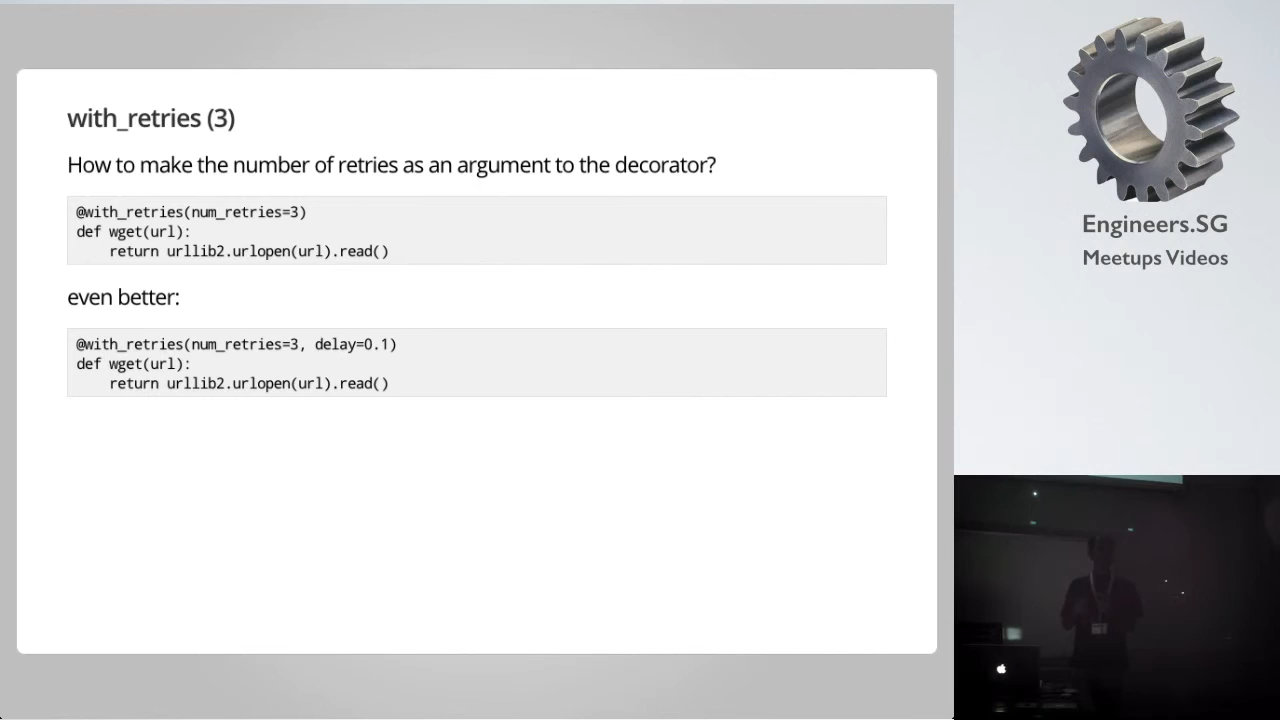 with_retries (3)
How to make the number of retries as an argument to the decorator?
@with_retries(num_retries=3)
def wget(url):
    return urllib2.urlopen(url).read()
even better:
@with_retries(num_retries=3, delay=0.1)
def wget(url):
    return urllib2.urlopen(url).read()
Engineers.SG
Meetups Videos